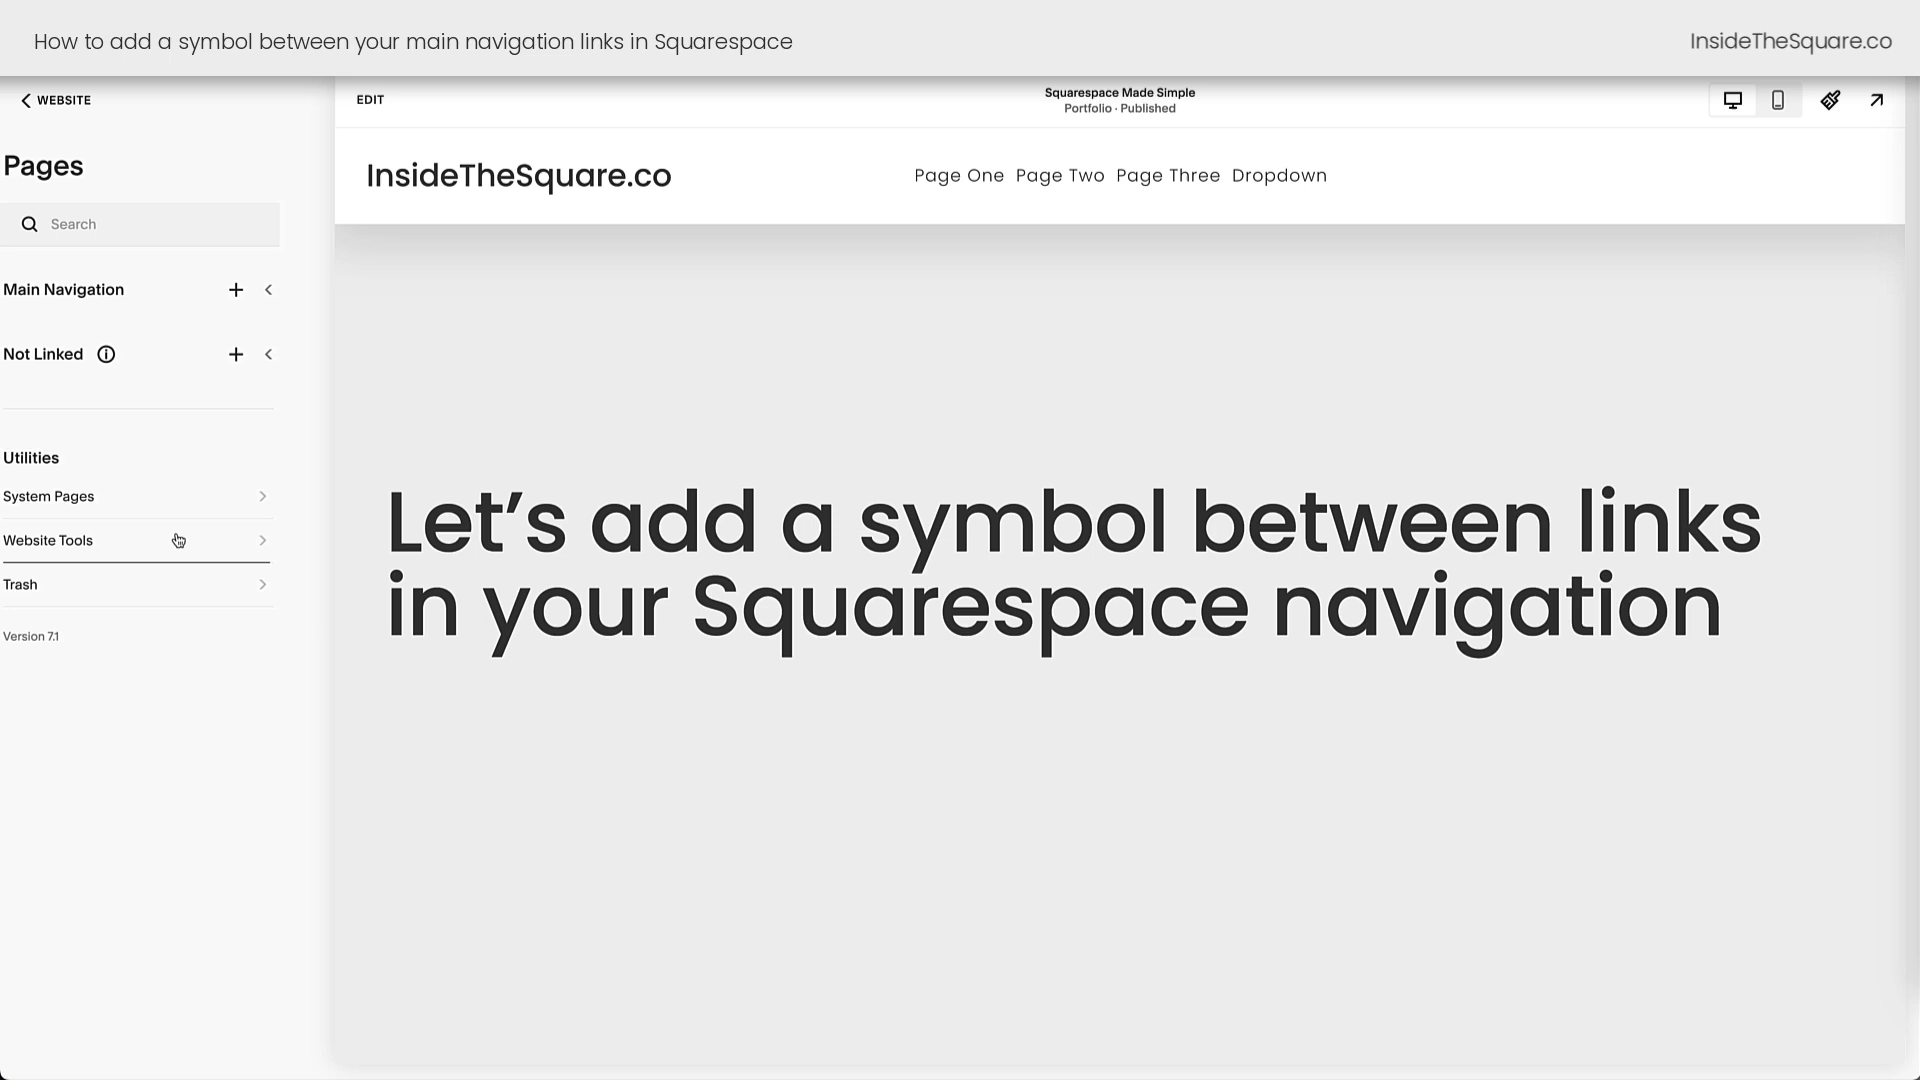 How to add a symbol between your main navigation links in Squarespace
InsideTheSquare.co
WEBSITE
EDIT
Squarespace Made Simple
Portfolio · Published
Pages
Search
Main Navigation
Not Linked
Utilities
System Pages
Website Tools
Trash
Version 7.1
InsideTheSquare.co
Page One Page Two Page Three Dropdown
Let’s add a symbol between links
in your Squarespace navigation